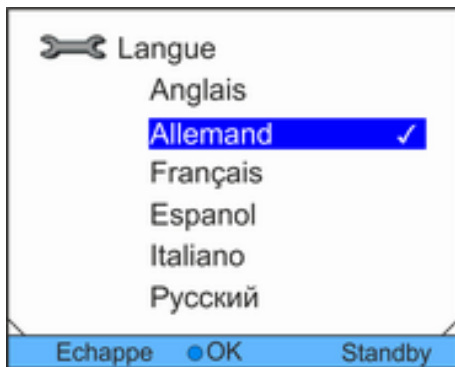 Langue
Anglais
Allemand ✓
Français
Espanol
Italiano
Русский
Echappe OK Standby